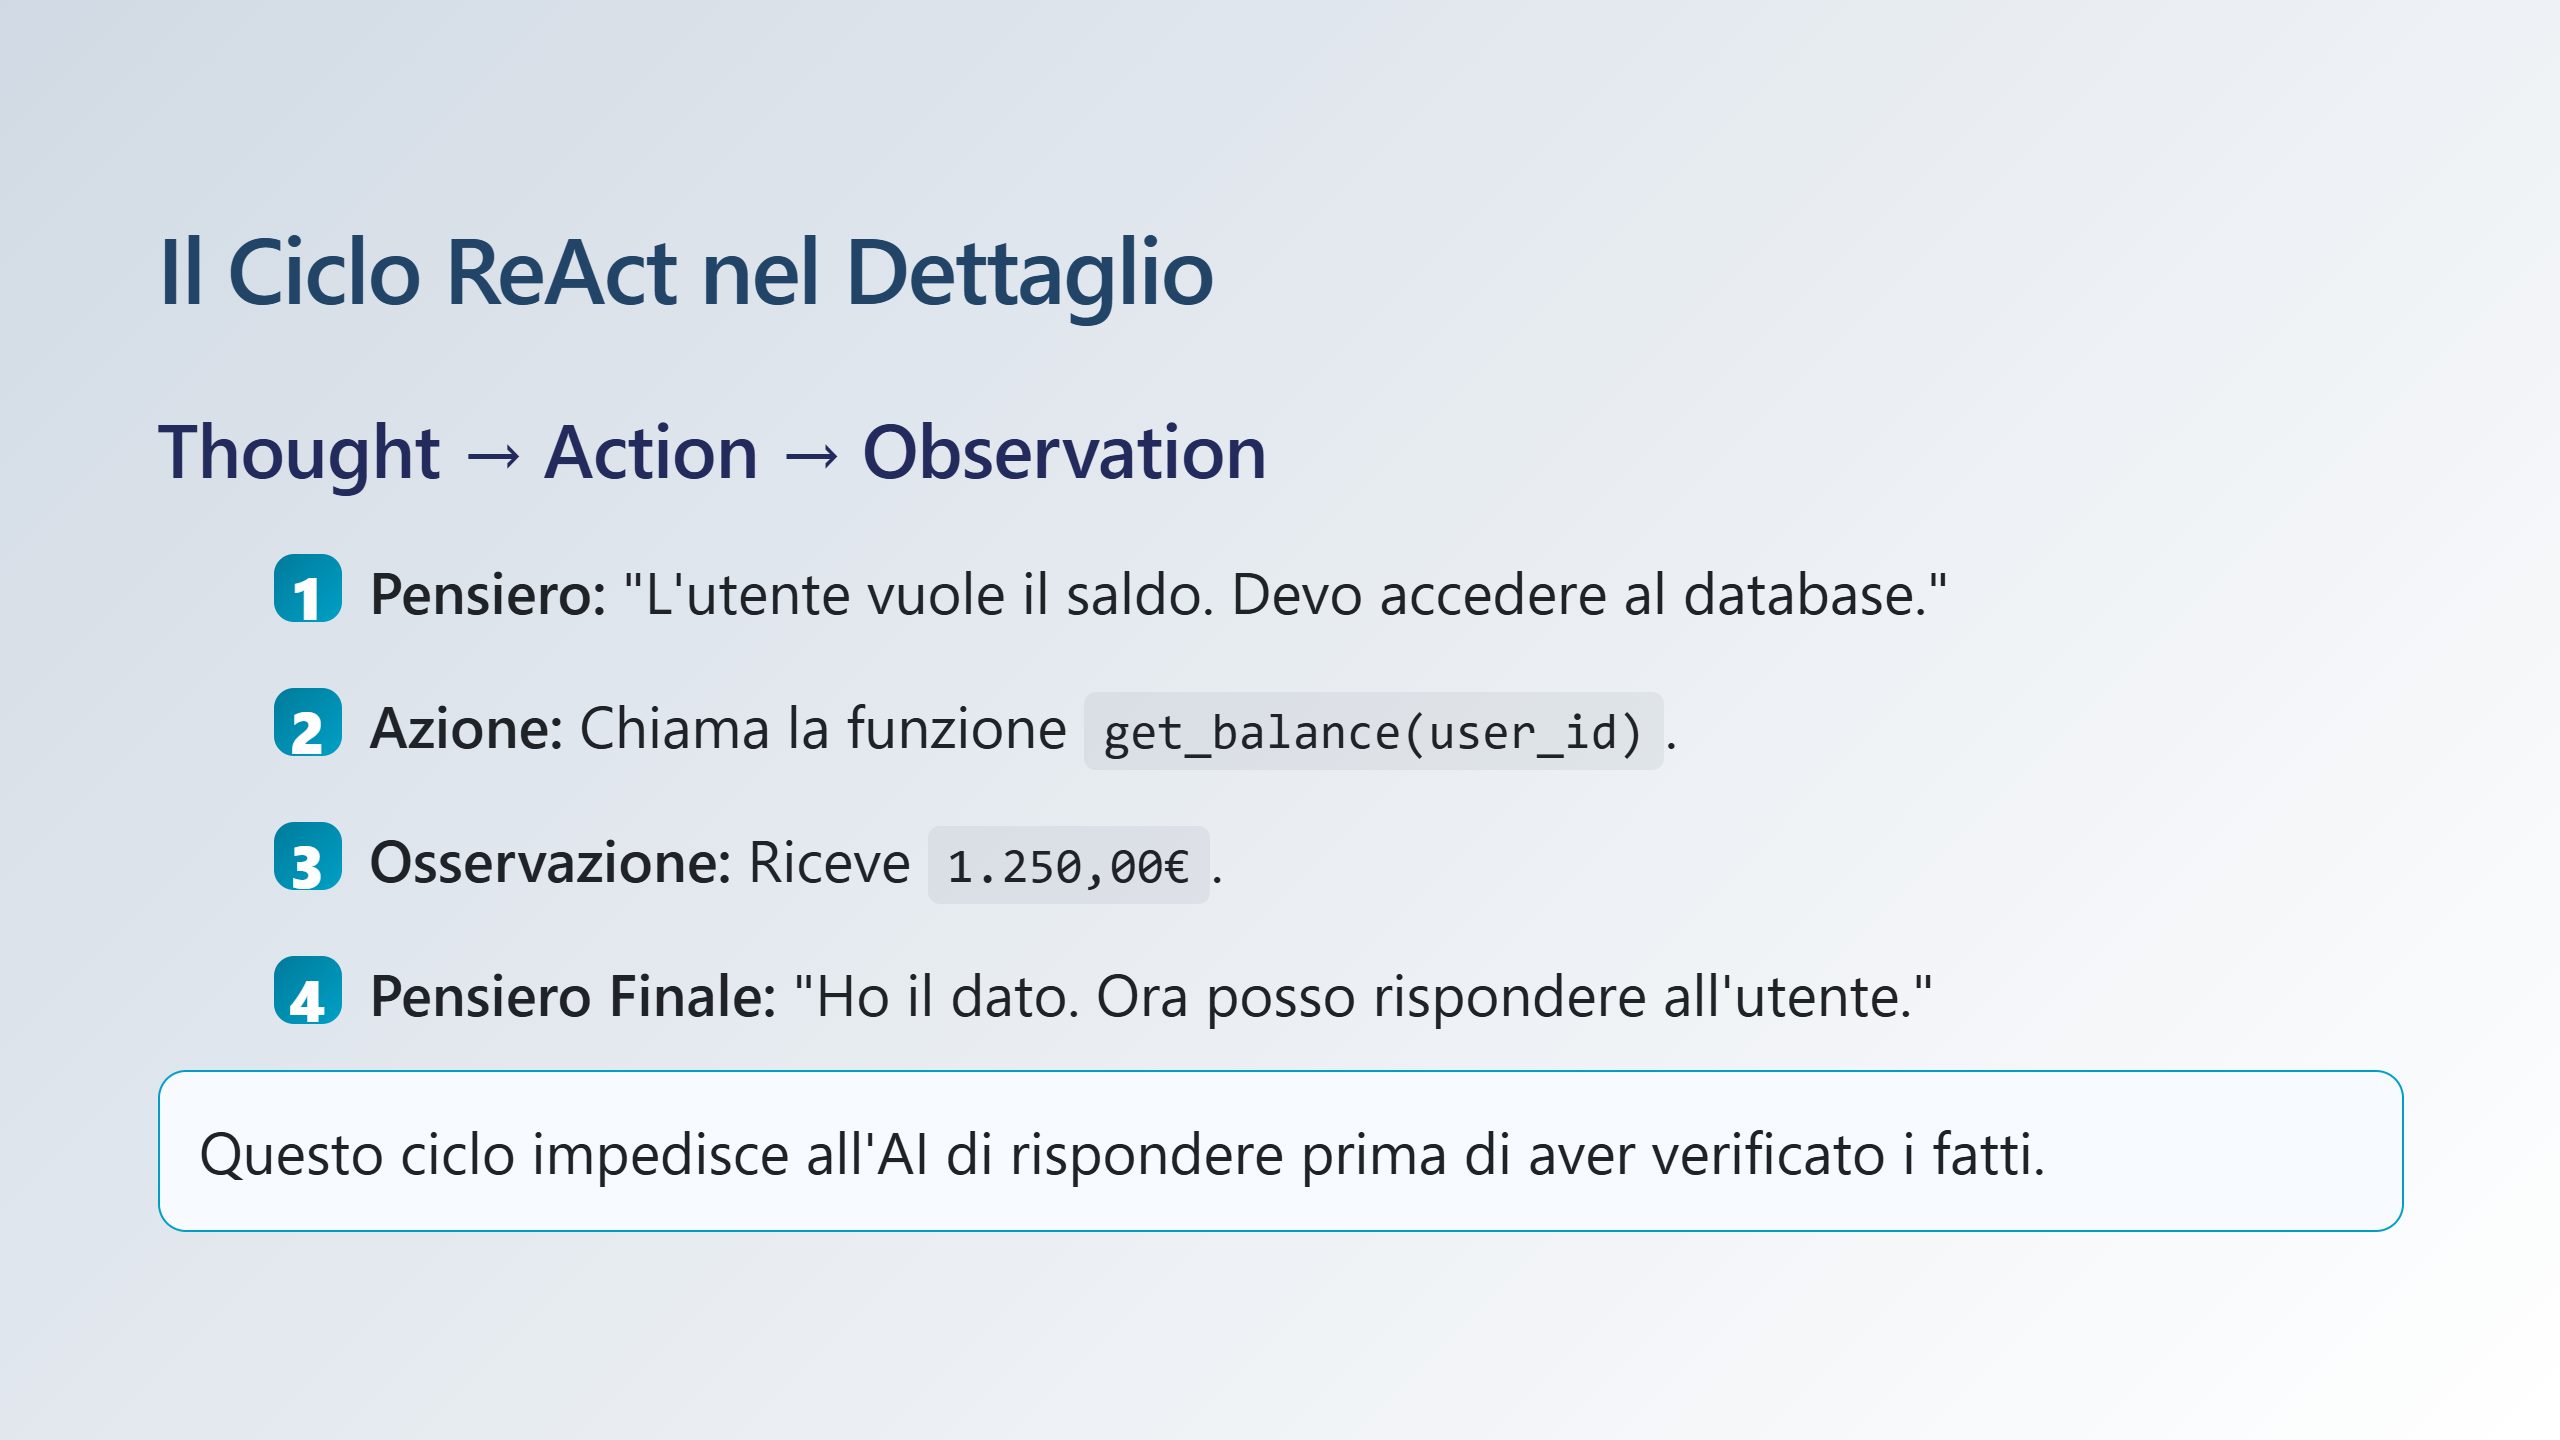 Il Ciclo ReAct nel Dettaglio
Thought → Action → Observation
1 Pensiero: "L'utente vuole il saldo. Devo accedere al database."
2 Azione: Chiama la funzione get_balance(user_id).
3 Osservazione: Riceve 1.250,00€.
4 Pensiero Finale: "Ho il dato. Ora posso rispondere all'utente."
Questo ciclo impedisce all'AI di rispondere prima di aver verificato i fatti.